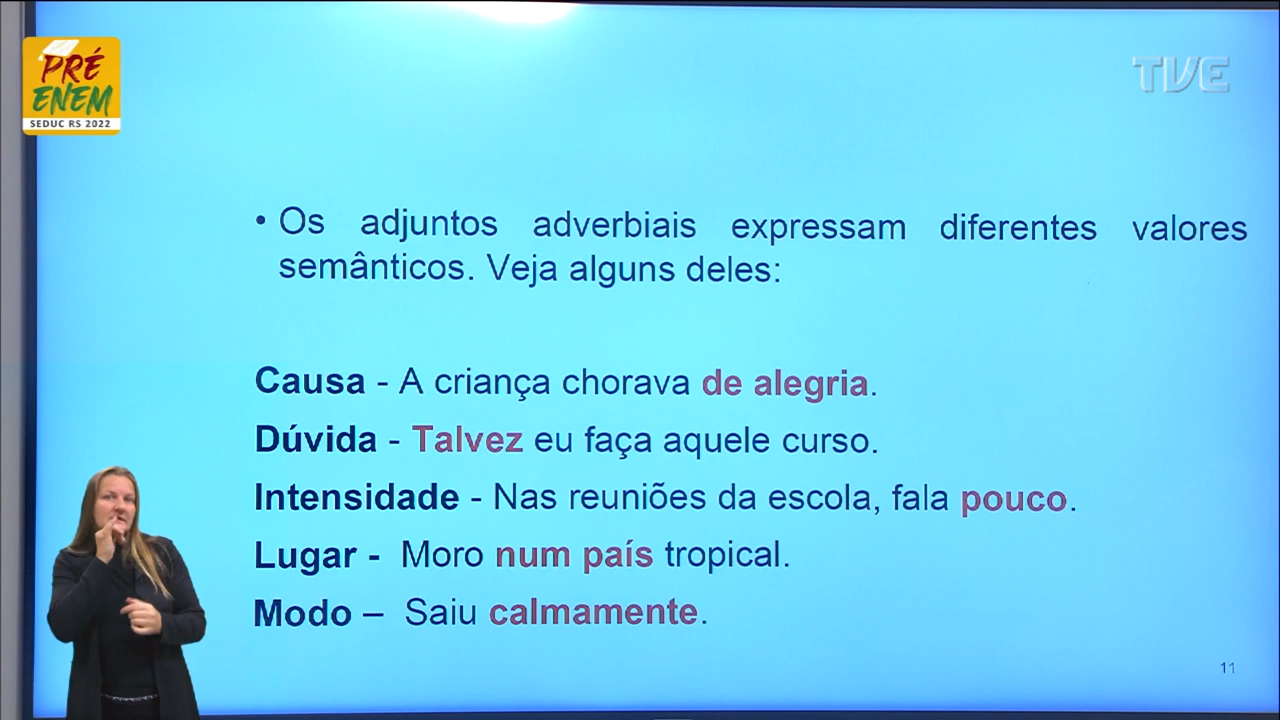 PRÉ
ENEM
SEDUC RS 2022
TVE
• Os adjuntos adverbiais expressam diferentes valores
semânticos. Veja alguns deles:
Causa - A criança chorava de alegria.
Dúvida - Talvez eu faça aquele curso.
Intensidade - Nas reuniões da escola, fala pouco.
Lugar - Moro num país tropical.
Modo – Saiu calmamente.
11